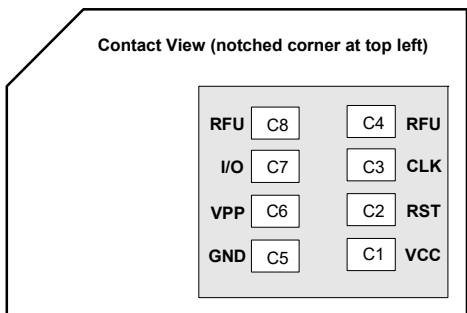 Contact View (notched corner at top left)
RFU C8 C4 RFU
I/O C7 C3 CLK
VPP C6 C2 RST
GND C5 C1 VCC